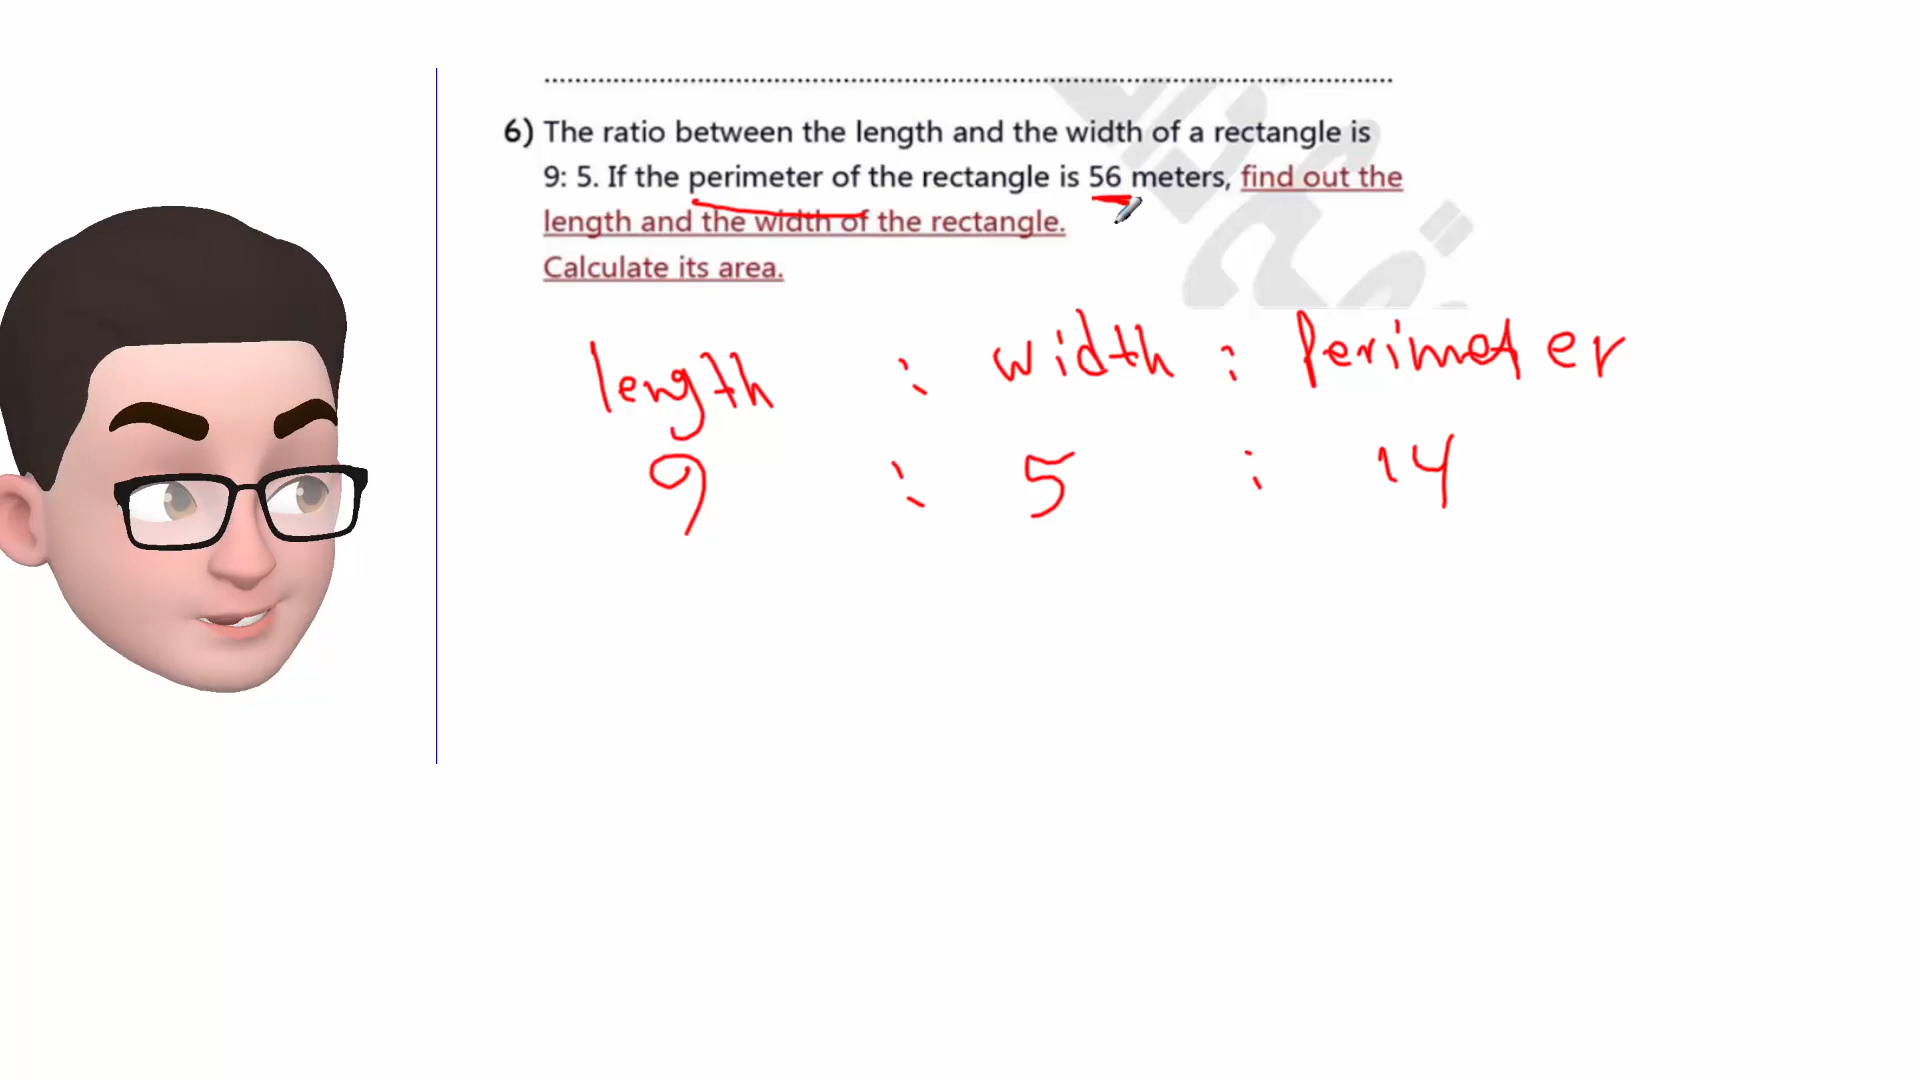 6) The ratio between the length and the width of a rectangle is
9: 5. If the perimeter of the rectangle is 56 meters, find out the
length and the width of the rectangle.
Calculate its area.
length : width : Perimeter
9 : 5 : 14